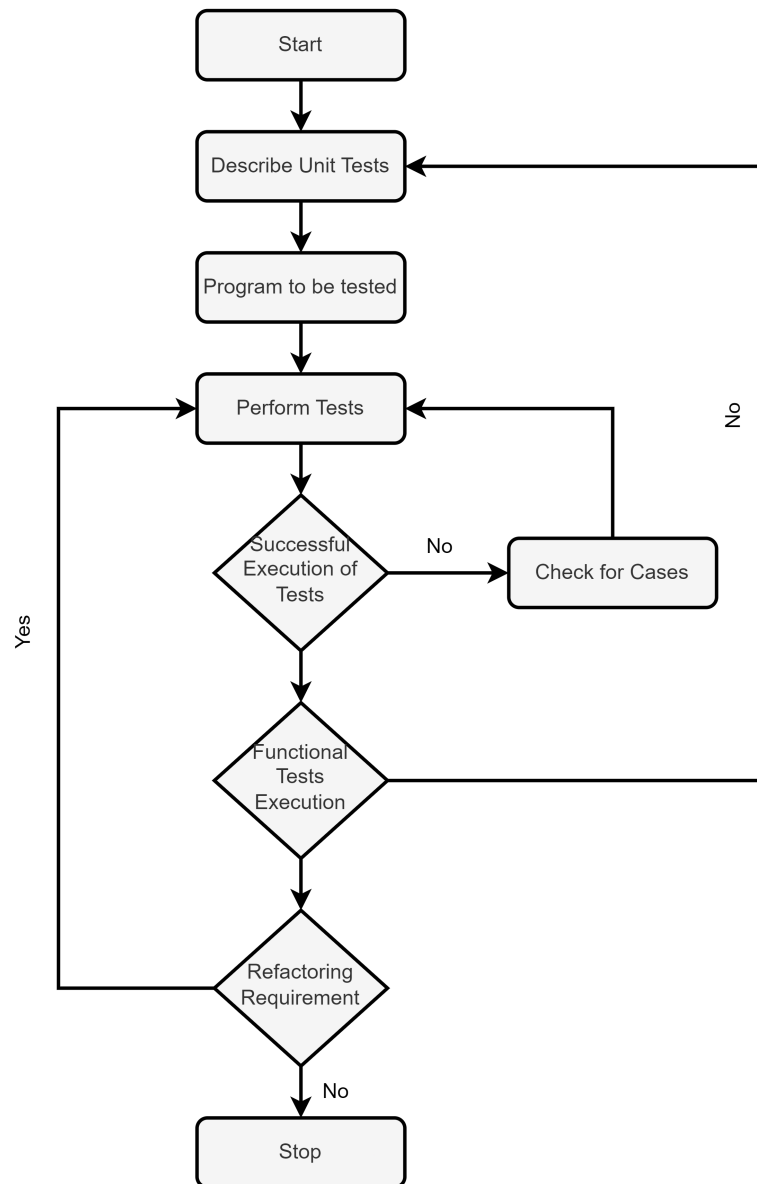 Start
Describe Unit Tests
Program to be tested
Perform Tests
No
Successful
Execution of
Tests
No
Check for Cases
Yes
Functional
Tests
Execution
Refactoring
Requirement
No
Stop